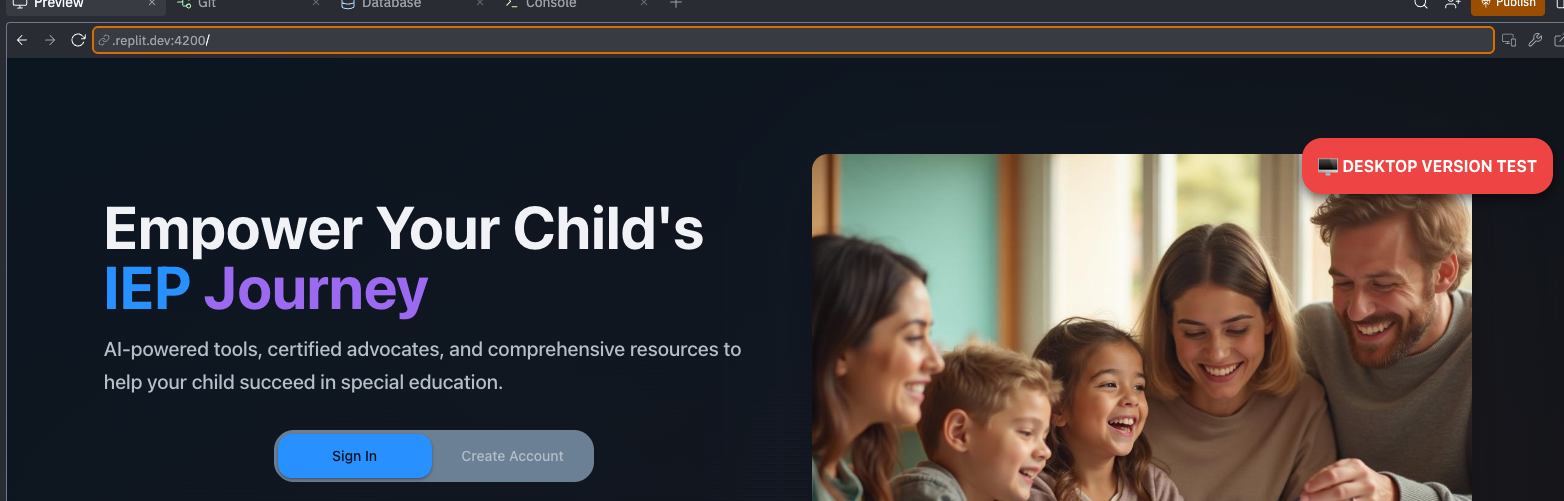 Preview
Git
Database
Console
Publish
.replit.dev:4200/
🖥️ DESKTOP VERSION TEST
Empower Your Child's
IEP Journey
AI-powered tools, certified advocates, and comprehensive resources to
help your child succeed in special education.
Sign In
Create Account